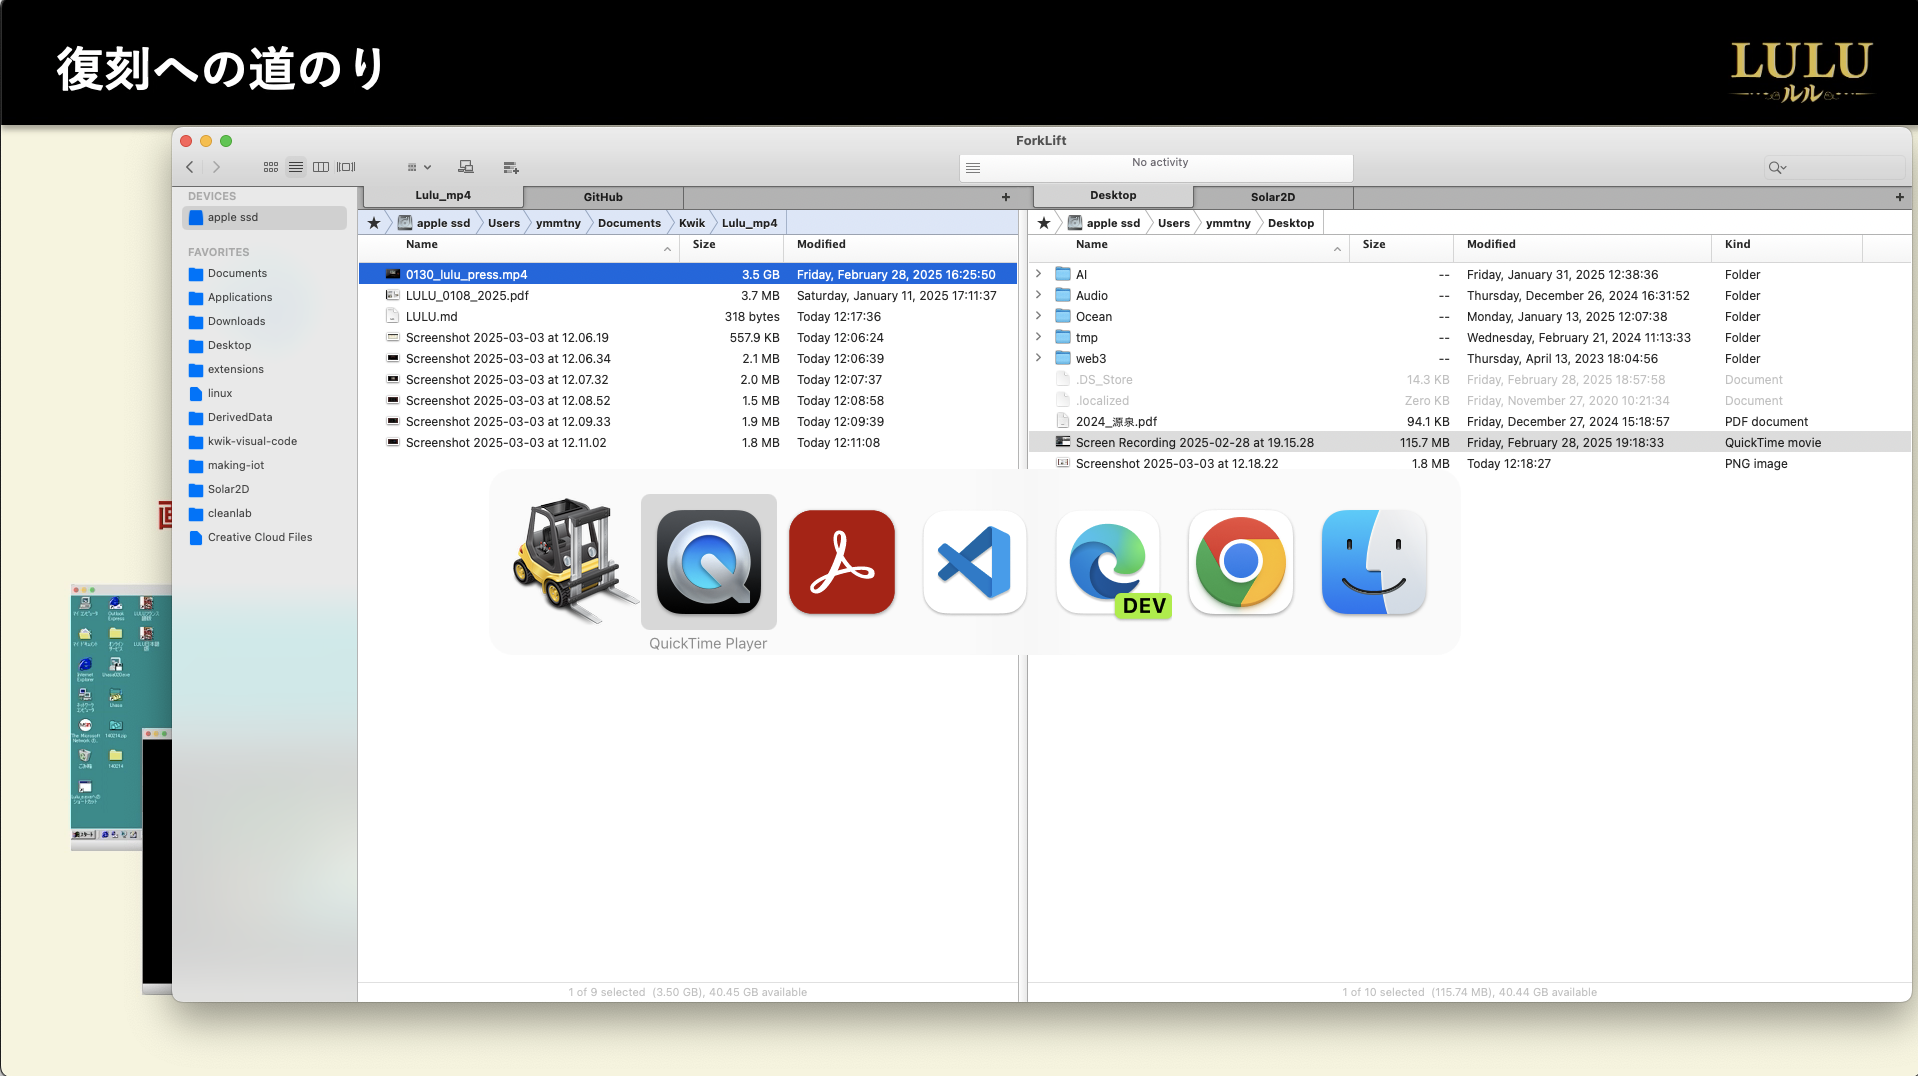 復刻への道のり
LULU
ルル
ForkLift
No activity
Lulu_mp4
GitHub
+
Desktop
Solar2D
+
DEVICES
apple ssd
FAVORITES
Documents
Applications
Downloads
Desktop
extensions
linux
DerivedData
kwik-visual-code
making-iot
Solar2D
cleanlab
Creative Cloud Files
apple ssd Users ymmtny Documents Kwik Lulu_mp4
Name Size Modified
0130_lulu_press.mp4 3.5 GB Friday, February 28, 2025 16:25:50
LULU_0108_2025.pdf 3.7 MB Saturday, January 11, 2025 17:11:37
LULU.md 318 bytes Today 12:17:36
Screenshot 2025-03-03 at 12.06.19 557.9 KB Today 12:06:24
Screenshot 2025-03-03 at 12.06.34 2.1 MB Today 12:06:39
Screenshot 2025-03-03 at 12.07.32 2.0 MB Today 12:07:37
Screenshot 2025-03-03 at 12.08.52 1.5 MB Today 12:08:58
Screenshot 2025-03-03 at 12.09.33 1.9 MB Today 12:09:39
Screenshot 2025-03-03 at 12.11.02 1.8 MB Today 12:11:08
1 of 9 selected (3.50 GB), 40.45 GB available
apple ssd Users ymmtny Desktop
Name Size Modified Kind
AI -- Friday, January 31, 2025 12:38:36 Folder
Audio -- Thursday, December 26, 2024 16:31:52 Folder
Ocean -- Monday, January 13, 2025 12:07:38 Folder
tmp -- Wednesday, February 21, 2024 11:13:33 Folder
web3 -- Thursday, April 13, 2023 18:04:56 Folder
.DS_Store 14.3 KB Friday, February 28, 2025 18:57:58 Document
.localized Zero KB Friday, November 27, 2020 10:21:34 Document
2024_源泉.pdf 94.1 KB Friday, December 27, 2024 15:18:57 PDF document
Screen Recording 2025-02-28 at 19.15.28 115.7 MB Friday, February 28, 2025 19:18:33 QuickTime movie
Screenshot 2025-03-03 at 12.18.22 1.8 MB Today 12:18:27 PNG image
1 of 10 selected (115.74 MB), 40.44 GB available
DEV
QuickTime Player